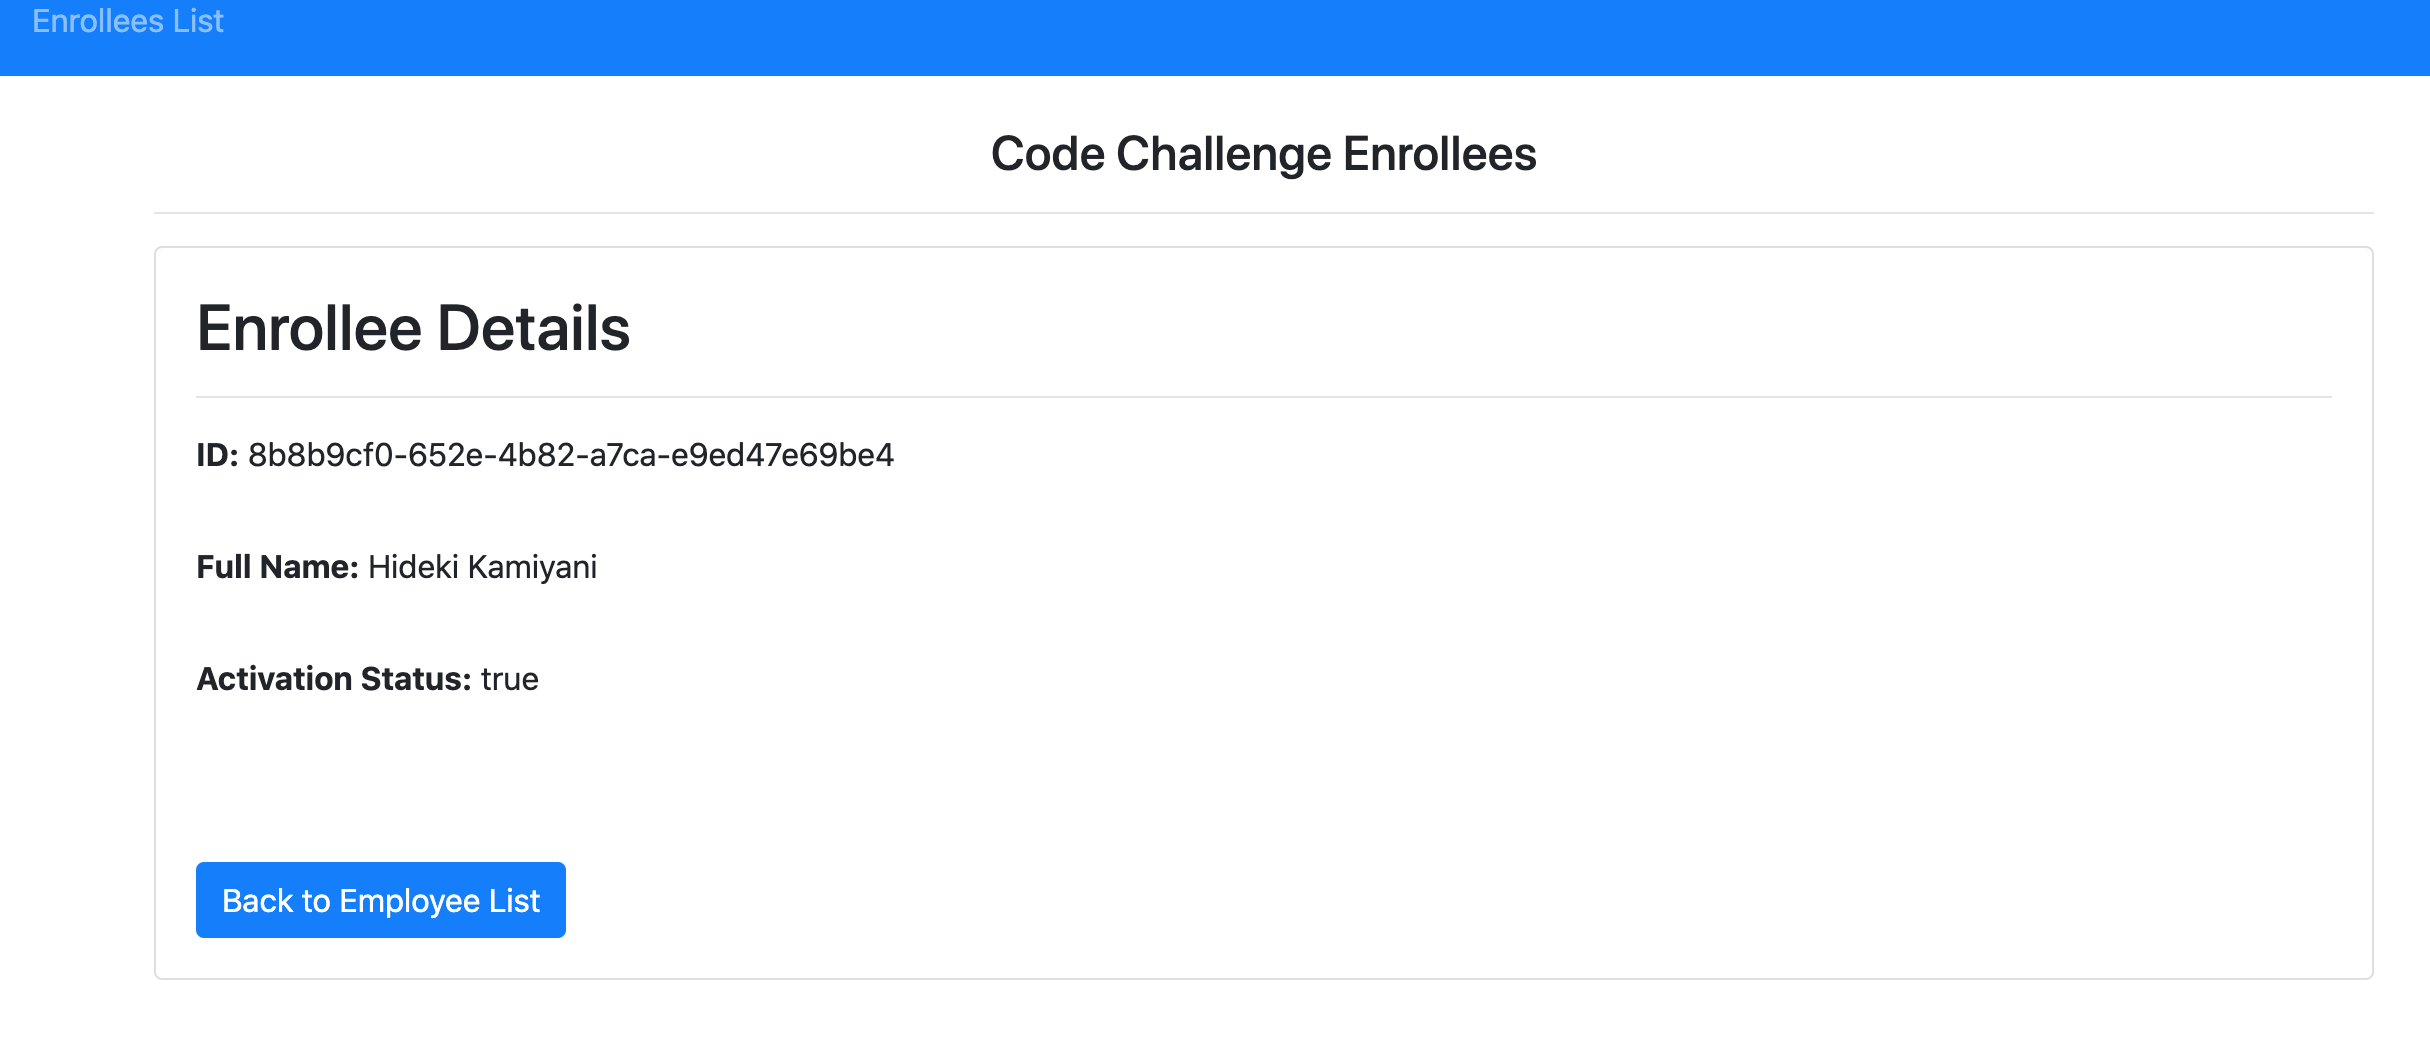 Enrollees List
Code Challenge Enrollees
Enrollee Details
ID: 8b8b9cf0-652e-4b82-a7ca-e9ed47e69be4
Full Name: Hideki Kamiyani
Activation Status: true
Back to Employee List